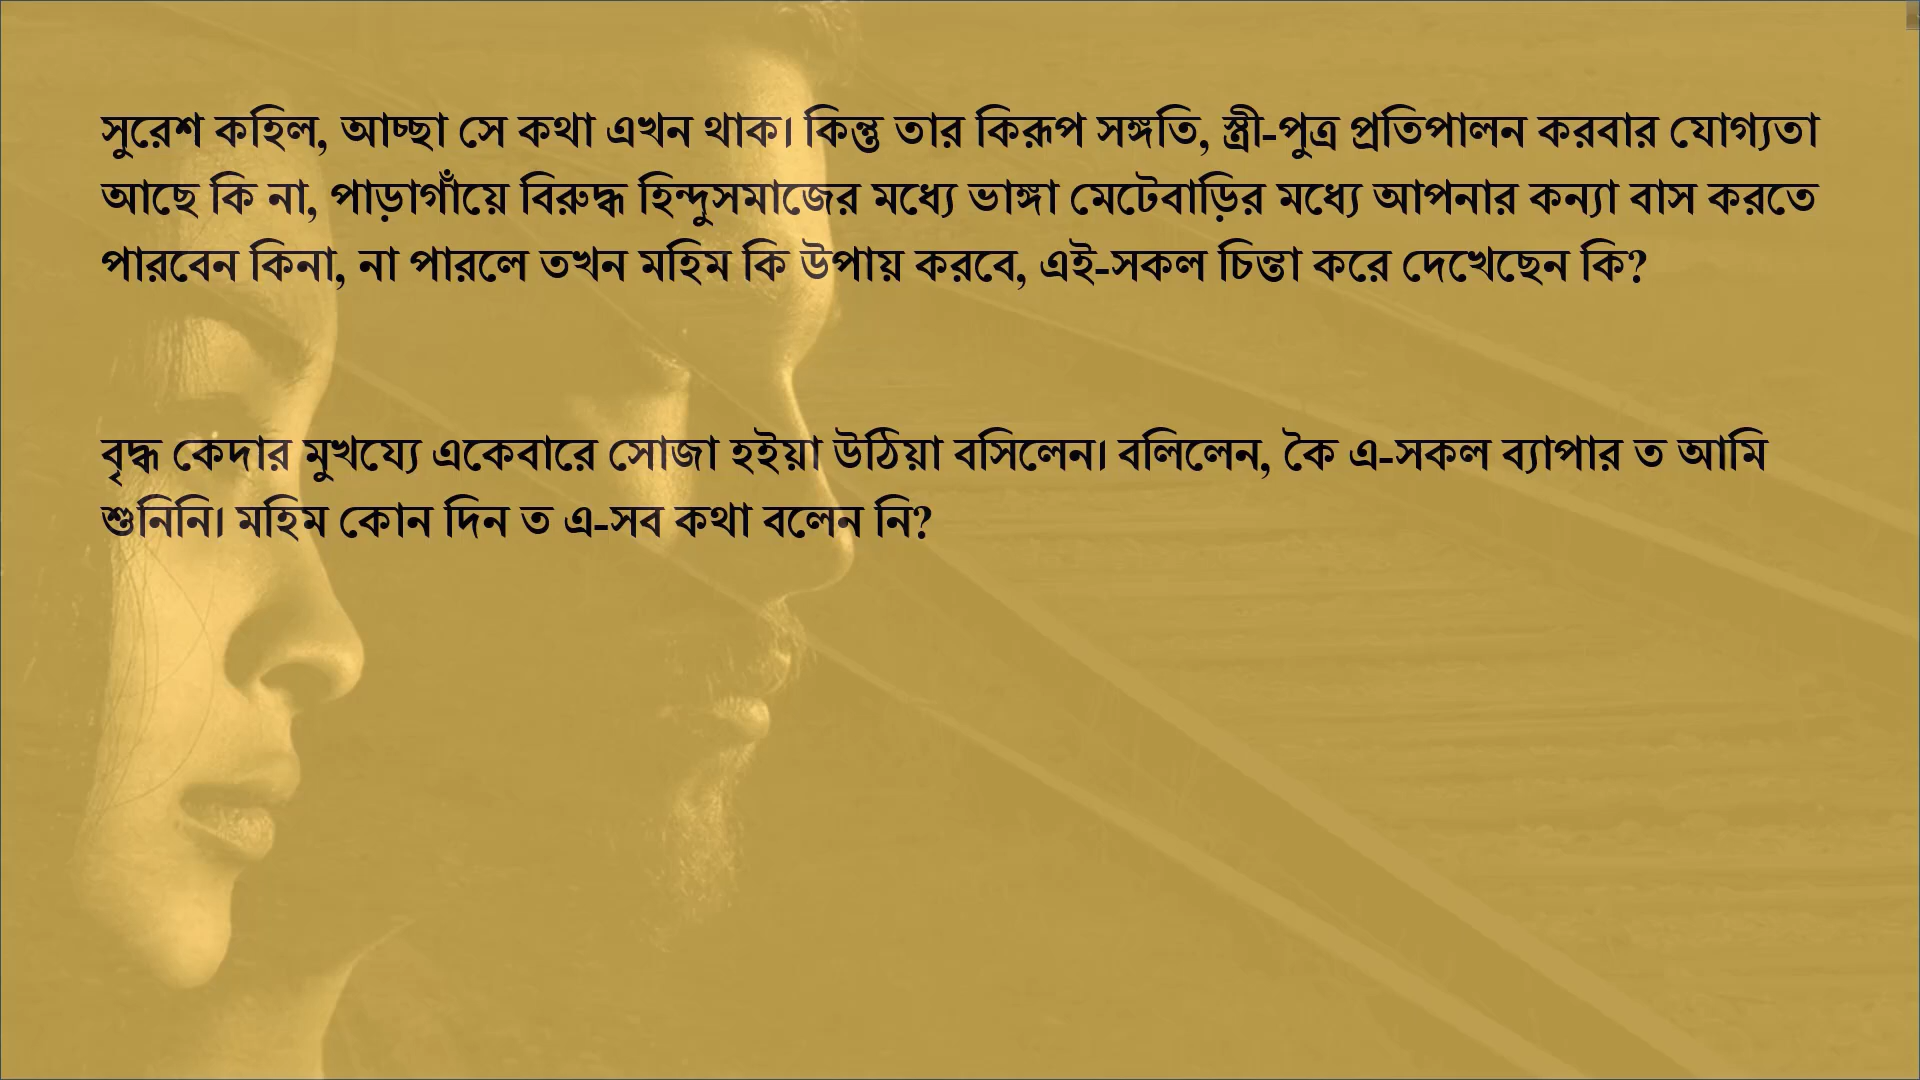 সুরেশ কহিল, আচ্ছা সে কথা এখন থাক। কিন্তু তার কিরূপ সঙ্গতি, স্ত্রী-পুত্র প্রতিপালন করবার যোগ্যতা
আছে কি না, পাড়াগাঁয়ে বিরুদ্ধ হিন্দুসমাজের মধ্যে ভাঙ্গা মেটেবাড়ির মধ্যে আপনার কন্যা বাস করতে
পারবেন কিনা, না পারলে তখন মহিম কি উপায় করবে, এই-সকল চিন্তা করে দেখেছেন কি?
বৃদ্ধ কেদার মুখয্যে একেবারে সোজা হইয়া উঠিয়া বসিলেন। বলিলেন, কৈ এ-সকল ব্যাপার ত আমি
শুনিনি। মহিম কোন দিন ত এ-সব কথা বলেন নি?